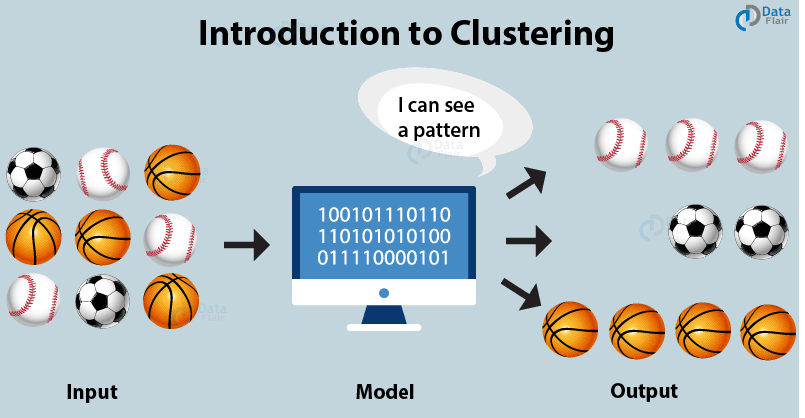 Introduction to Clustering
Data
Flair
I can see
a pattern
100101110110
110101010100
011110000101
Input
Model
Output